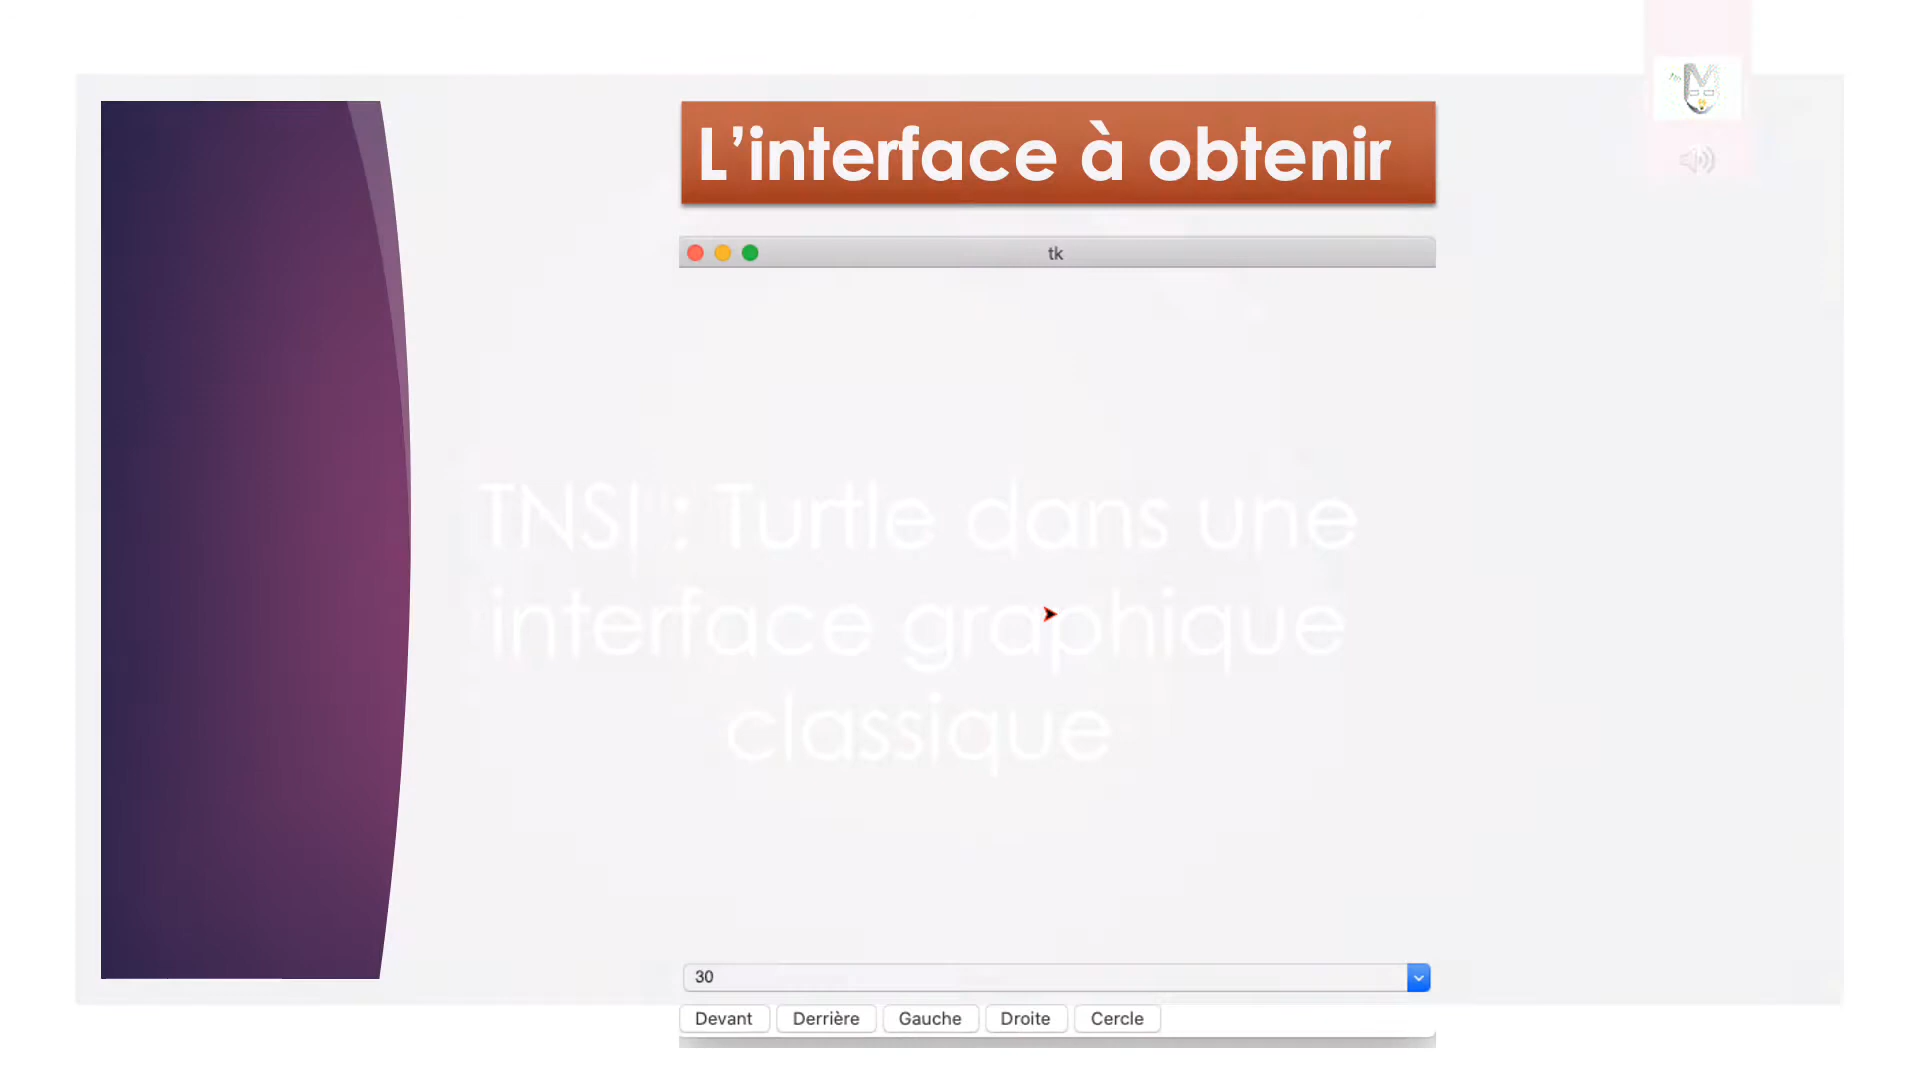 L'interface à obtenir
tk
TNSI : Turtle dans une
interface graphique
classique
30
Devant Derrière Gauche Droite Cercle